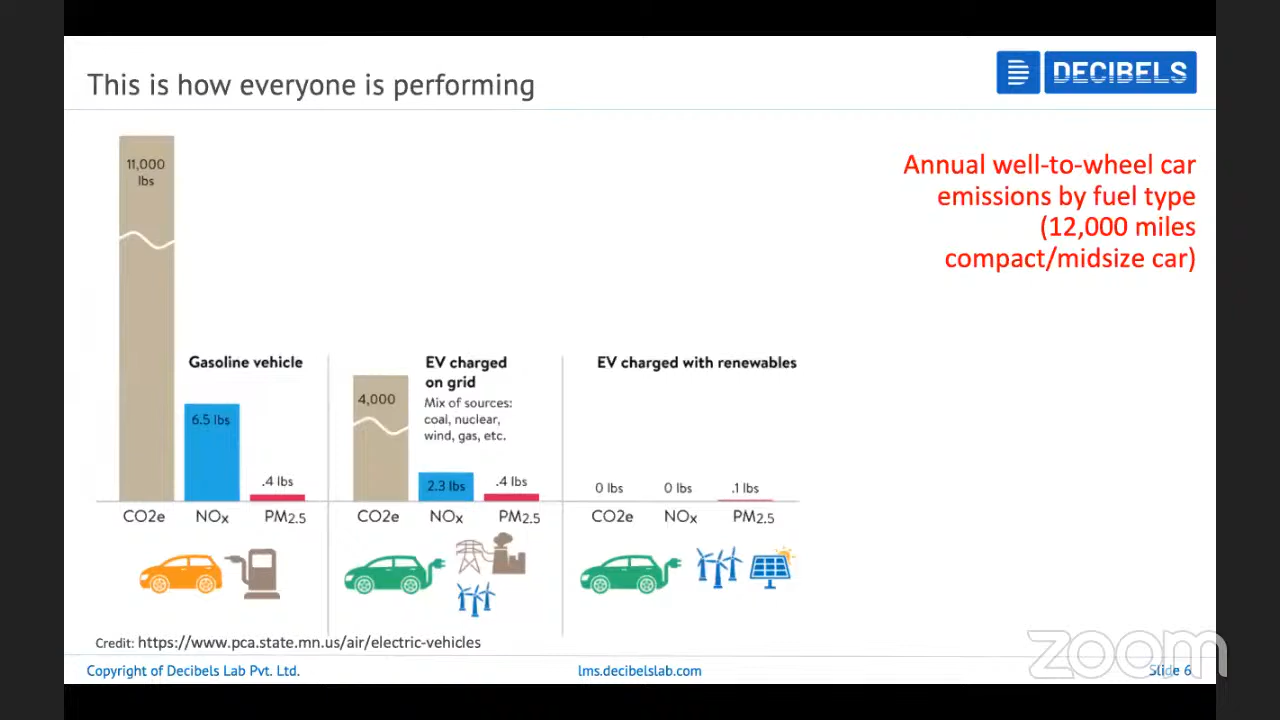 This is how everyone is performing
DECIBELS
Annual well-to-wheel car
emissions by fuel type
(12,000 miles
compact/midsize car)
11,000
lbs
Gasoline vehicle
6.5 lbs
.4 lbs
CO2e
NOx
PM2.5
EV charged
on grid
Mix of sources:
coal, nuclear,
wind, gas, etc.
4,000
2.3 lbs
.4 lbs
CO2e
NOx
PM2.5
EV charged with renewables
0 lbs
0 lbs
.1 lbs
CO2e
NOx
PM2.5
Credit: https://www.pca.state.mn.us/air/electric-vehicles
Copyright of Decibels Lab Pvt. Ltd.
lms.decibelslab.com
Slide 6
zoom